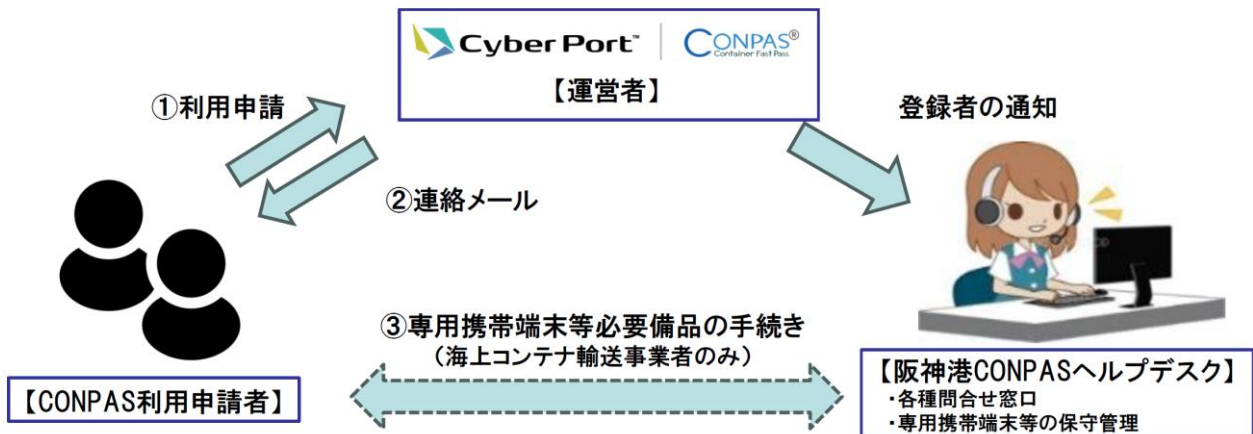 Cyber Port™ | CONPAS®
Container Fast Pass
【運営者】
①利用申請
登録者の通知
②連絡メール
③専用携帯端末等必要備品の手続き
（海上コンテナ輸送事業者のみ）
【CONPAS利用申請者】
【阪神港CONPASヘルプデスク】
・各種問合せ窓口
・専用携帯端末等の保守管理